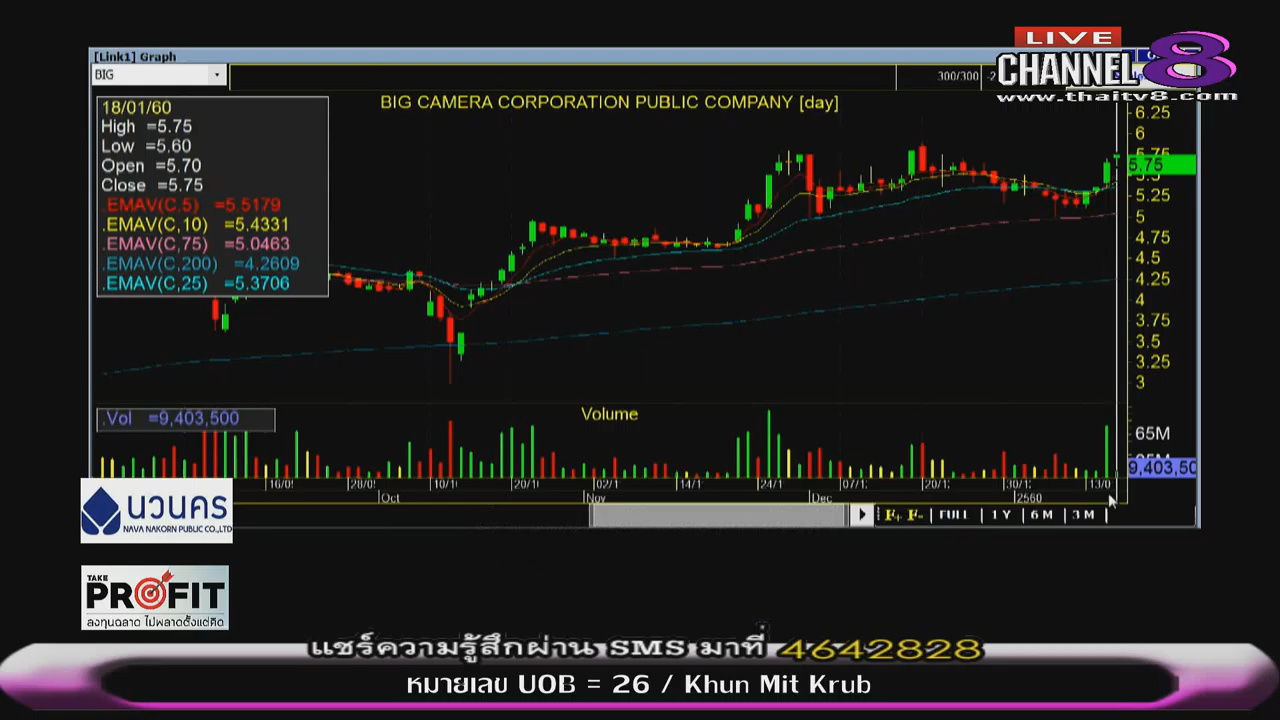 LIVE
CHANNEL 8
www.thaitv8.com
[Link1] Graph
BIG
300/300
BIG CAMERA CORPORATION PUBLIC COMPANY [day]
18/01/60
High =5.75
Low =5.60
Open =5.70
Close =5.75
.EMAV(C,5) =5.5179
.EMAV(C,10) =5.4331
.EMAV(C,75) =5.0463
.EMAV(C,200) =4.2609
.EMAV(C,25) =5.3706
6.25
6
5.75
5.75
5.5
5.25
5
4.75
4.5
4.25
4
3.75
3.5
3.25
3
.Vol =9,403,500
Volume
65M
9,403,50
28/0
10/1
20/1
02/1
14/1
24/1
07/1
20/1
30/1
13/0
Oct
Nov
Dec
2560
F+ F- FULL 1Y 6M 3M
นวนคร
NAVA NAKORN PUBLIC CO.,LTD
TAKE
PROFIT
ลงทุนฉลาด ไม่พลาดตั้งแต่คิด
แชร์ความรู้สึกผ่าน SMS มาที่ 4642828
หมายเลข UOB = 26 / Khun Mit Krub